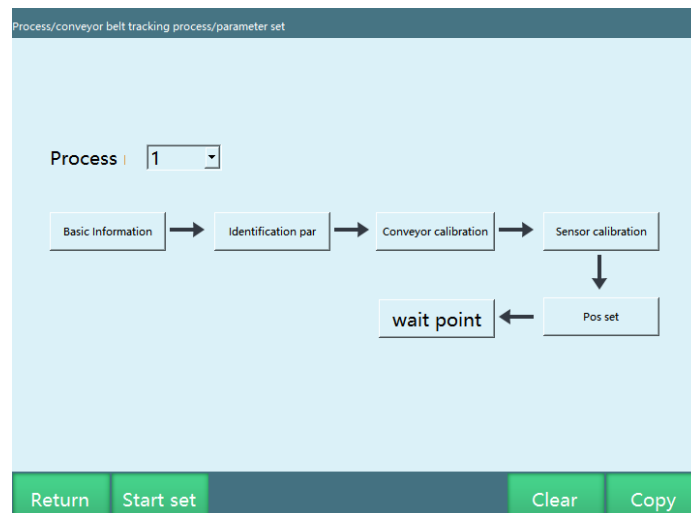 Process/conveyor belt tracking process/parameter set
Process
1
Basic Information
Identification par
Conveyor calibration
Sensor calibration
wait point
Pos set
Return
Start set
Clear
Copy